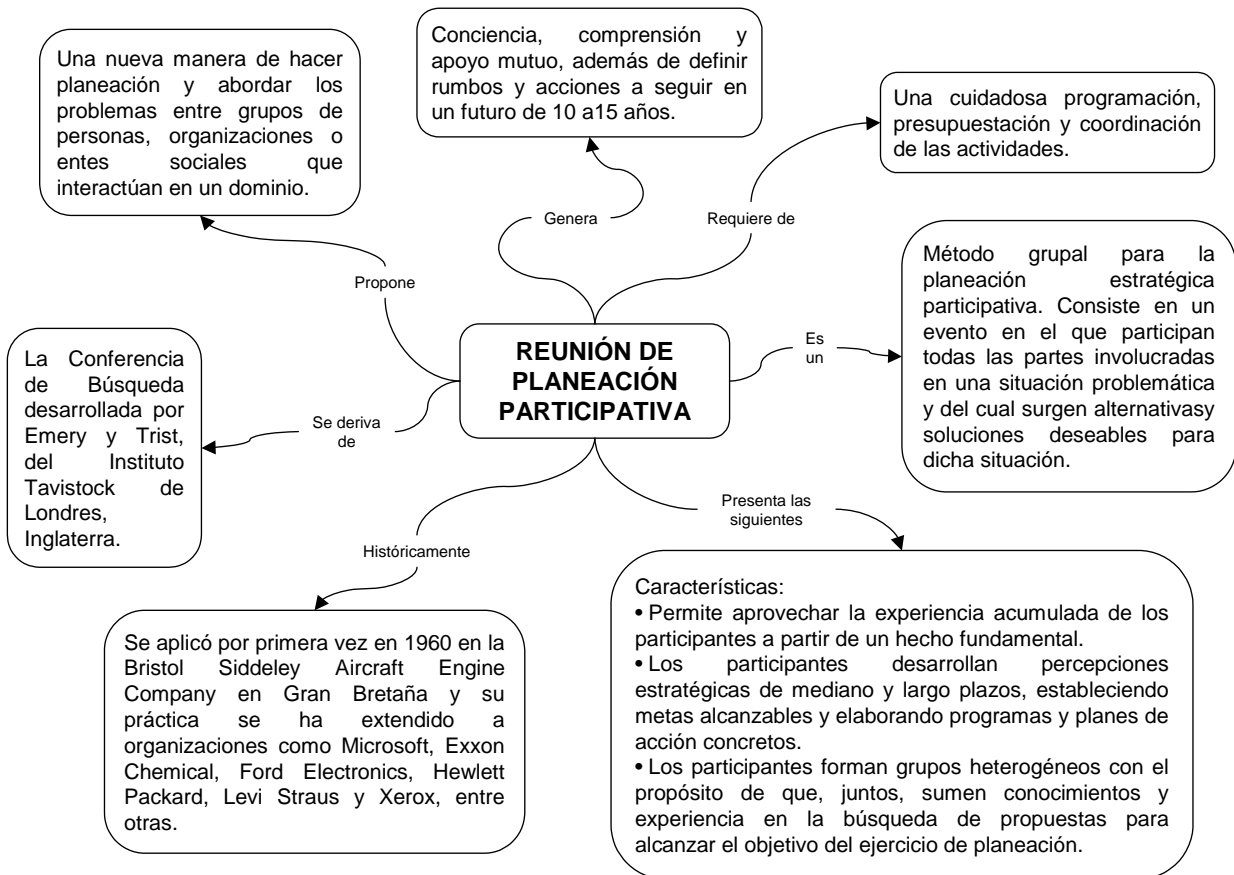 Una nueva manera de hacer
planeación y abordar los
problemas entre grupos de
personas, organizaciones o
entes sociales que
interactúan en un dominio.
Conciencia, comprensión y
apoyo mutuo, además de definir
rumbos y acciones a seguir en
un futuro de 10 a15 años.
Una cuidadosa programación,
presupuestación y coordinación
de las actividades.
Genera
Requiere de
Propone
Método grupal para la
planeación estratégica
participativa. Consiste en un
evento en el que participan
todas las partes involucradas
en una situación problemática
y del cual surgen alternativasy
soluciones deseables para
dicha situación.
REUNIÓN DE
PLANEACIÓN
PARTICIPATIVA
Es
un
La Conferencia
de Búsqueda
desarrollada por
Emery y Trist,
del Instituto
Tavistock de
Londres,
Inglaterra.
Se deriva
de
Presenta las
siguientes
Históricamente
Se aplicó por primera vez en 1960 en la
Bristol Siddeley Aircraft Engine
Company en Gran Bretaña y su
práctica se ha extendido a
organizaciones como Microsoft, Exxon
Chemical, Ford Electronics, Hewlett
Packard, Levi Straus y Xerox, entre
otras.
Características:
• Permite aprovechar la experiencia acumulada de los
participantes a partir de un hecho fundamental.
• Los participantes desarrollan percepciones
estratégicas de mediano y largo plazos, estableciendo
metas alcanzables y elaborando programas y planes de
acción concretos.
• Los participantes forman grupos heterogéneos con el
propósito de que, juntos, sumen conocimientos y
experiencia en la búsqueda de propuestas para
alcanzar el objetivo del ejercicio de planeación.